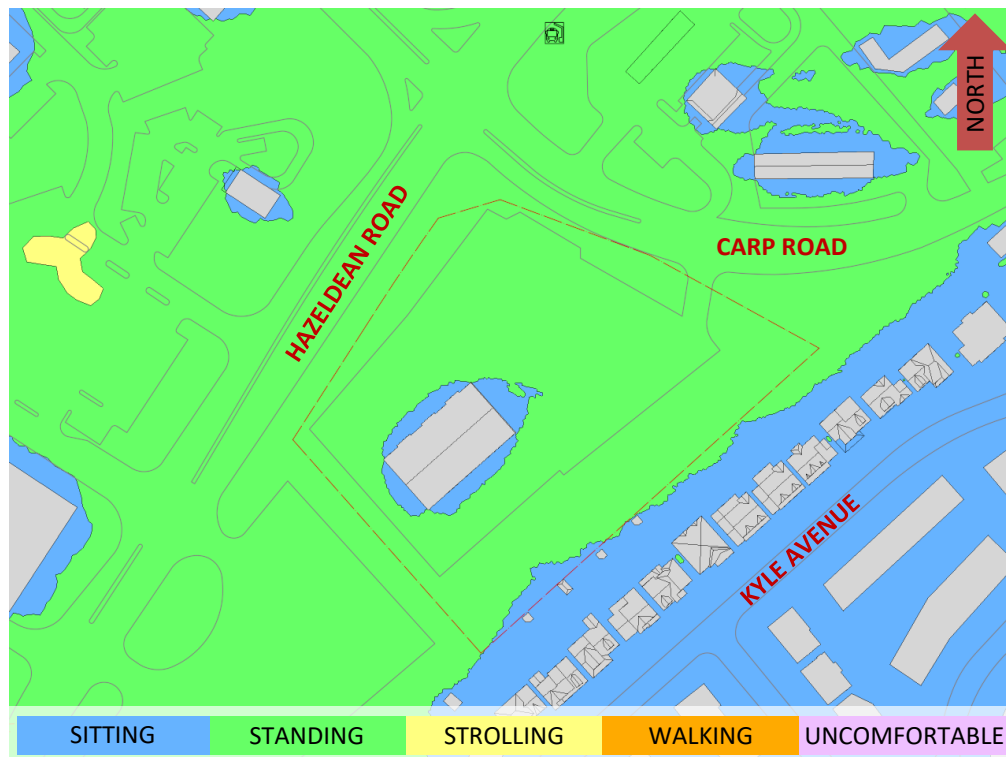 NORTH
HAZELDEAN ROAD
CARP ROAD
KYLE AVENUE
SITTING
STANDING
STROLLING
WALKING
UNCOMFORTABLE